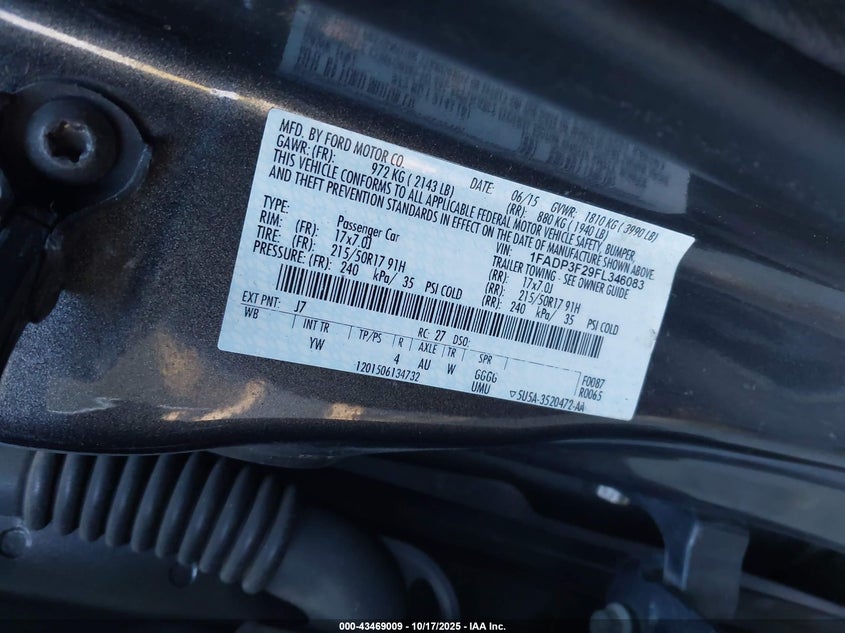 MFD. BY FORD MOTOR CO.
DATE: 06/15 GVWR: 1810 KG ( 3990 LB)
GAWR: (FR): 972 KG ( 2143 LB) (RR): 880 KG ( 1940 LB)
THIS VEHICLE CONFORMS TO ALL APPLICABLE FEDERAL MOTOR VEHICLE SAFETY, BUMPER,
AND THEFT PREVENTION STANDARDS IN EFFECT ON THE DATE OF MANUFACTURE SHOWN ABOVE.
1FADP3F29FL346083
TYPE: Passenger Car TRAILER TOWING - SEE OWNER GUIDE
RIM: (FR): 17x7.0J (RR): 17x7.0J
TIRE: (FR): 215/50R17 91H (RR): 215/50R17 91H
PRESSURE: (FR): 240 kPa/ 35 PSI COLD (RR): 240 kPa/ 35 PSI COLD
EXT PNT: J7 RC: 27 DSO:
WB INT TR TP/PS R AXLE TR SPR
YW 4 AU W GGGG F0087
1201506134732 UMU R0065
5U5A-3520472-AA
000-43469009 - 10/17/2025 - IAA Inc.